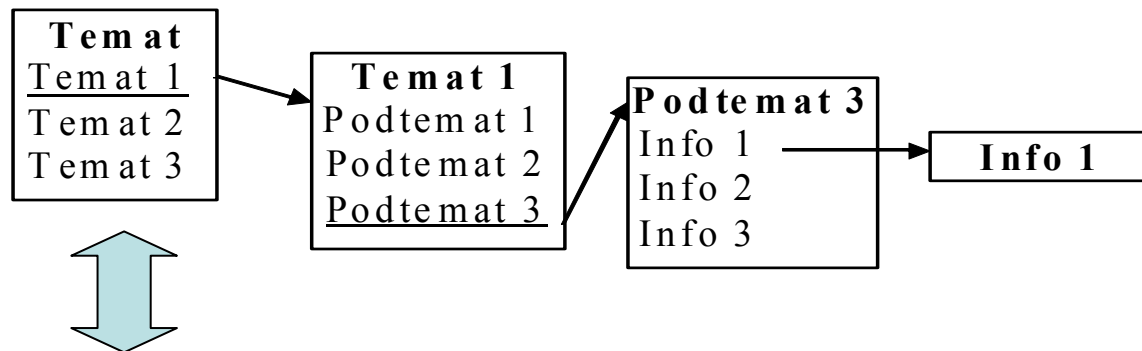 Temat
Temat 1
Temat 2
Temat 3
Temat 1
Podtemat 1
Podtemat 2
Podtemat 3
Podtemat 3
Info 1
Info 2
Info 3
Info 1